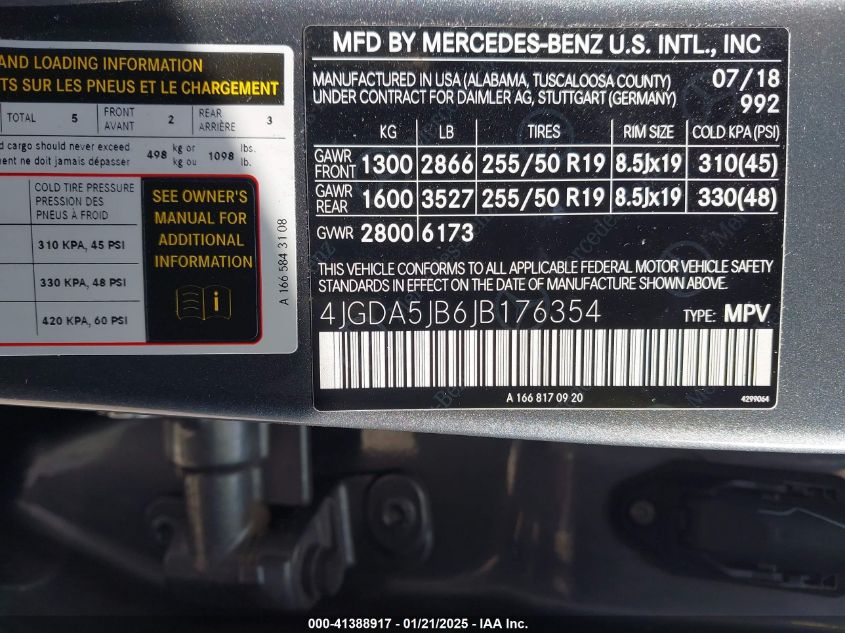 AND LOADING INFORMATION
TS SUR LES PNEUS ET LE CHARGEMENT
TOTAL 5 FRONT AVANT 2 REAR ARRIÈRE 3
d cargo should never exceed 498 kg or 1098 lbs.
ment ne doit jamais dépasser kg ou lb.
COLD TIRE PRESSURE
PRESSION DES
PNEUS À FROID
310 KPA, 45 PSI
330 KPA, 48 PSI
420 KPA, 60 PSI
SEE OWNER'S
MANUAL FOR
ADDITIONAL
INFORMATION
A 166 584 31 08
MFD BY MERCEDES-BENZ U.S. INTL., INC
MANUFACTURED IN USA (ALABAMA, TUSCALOOSA COUNTY) 07/18
UNDER CONTRACT FOR DAIMLER AG, STUTTGART (GERMANY) 992
KG LB TIRES RIM SIZE COLD KPA (PSI)
GAWR FRONT 1300 2866 255/50 R19 8.5Jx19 310(45)
GAWR REAR 1600 3527 255/50 R19 8.5Jx19 330(48)
GVWR 2800 6173
THIS VEHICLE CONFORMS TO ALL APPLICABLE FEDERAL MOTOR VEHICLE SAFETY
STANDARDS IN EFFECT ON THE DATE OF MANUFACTURE SHOWN ABOVE.
4JGDA5JB6JB176354 TYPE: MPV
A 166 817 09 20
4299064
000-41388917 - 01/21/2025 - IAA Inc.